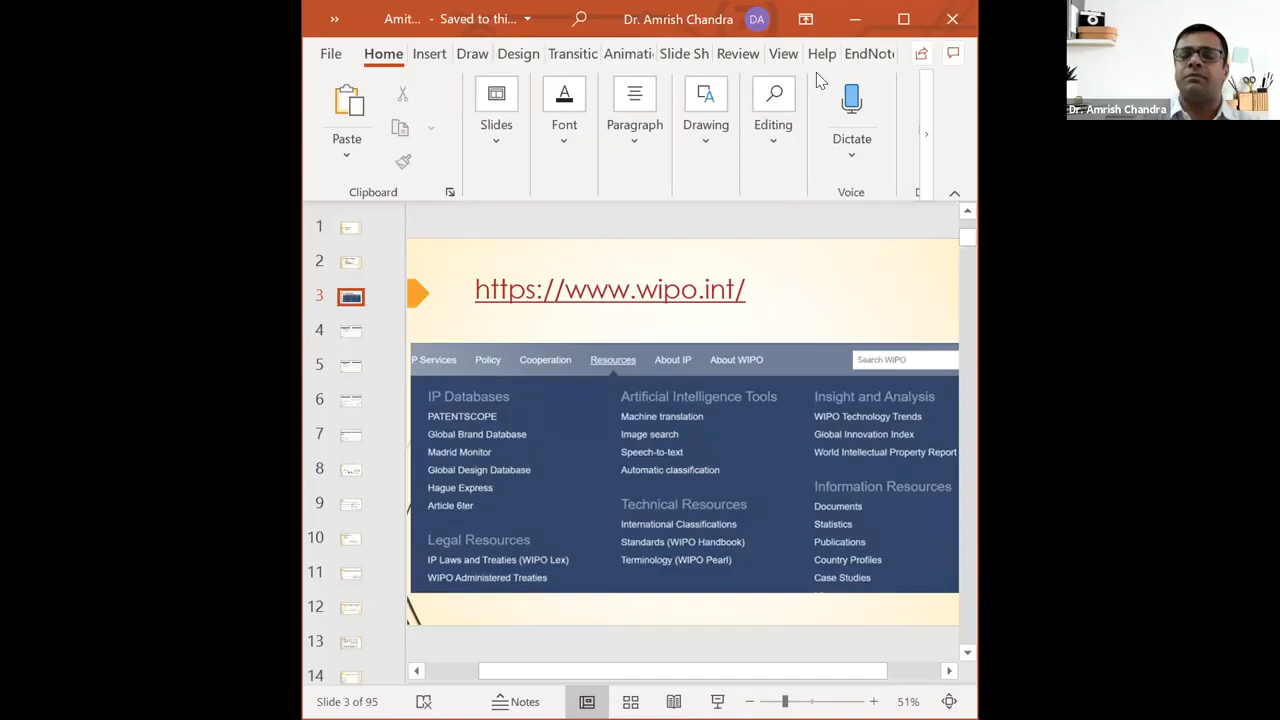 Amit... - Saved to thi...
Dr. Amrish Chandra
DA
File Home Insert Draw Design Transitic Animati Slide Sh Review View Help EndNote
Paste
Clipboard
Slides
Font
Paragraph
Drawing
Editing
Dictate
Voice
1
2
3
4
5
6
7
8
9
10
11
12
13
14
https://www.wipo.int/
P Services Policy Cooperation Resources About IP About WIPO
Search WIPO
IP Databases
PATENTSCOPE
Global Brand Database
Madrid Monitor
Global Design Database
Hague Express
Article 6ter
Legal Resources
IP Laws and Treaties (WIPO Lex)
WIPO Administered Treaties
Artificial Intelligence Tools
Machine translation
Image search
Speech-to-text
Automatic classification
Technical Resources
International Classifications
Standards (WIPO Handbook)
Terminology (WIPO Pearl)
Insight and Analysis
WIPO Technology Trends
Global Innovation Index
World Intellectual Property Report
Information Resources
Documents
Statistics
Publications
Country Profiles
Case Studies
Slide 3 of 95
Notes
51%
Dr. Amrish Chandra